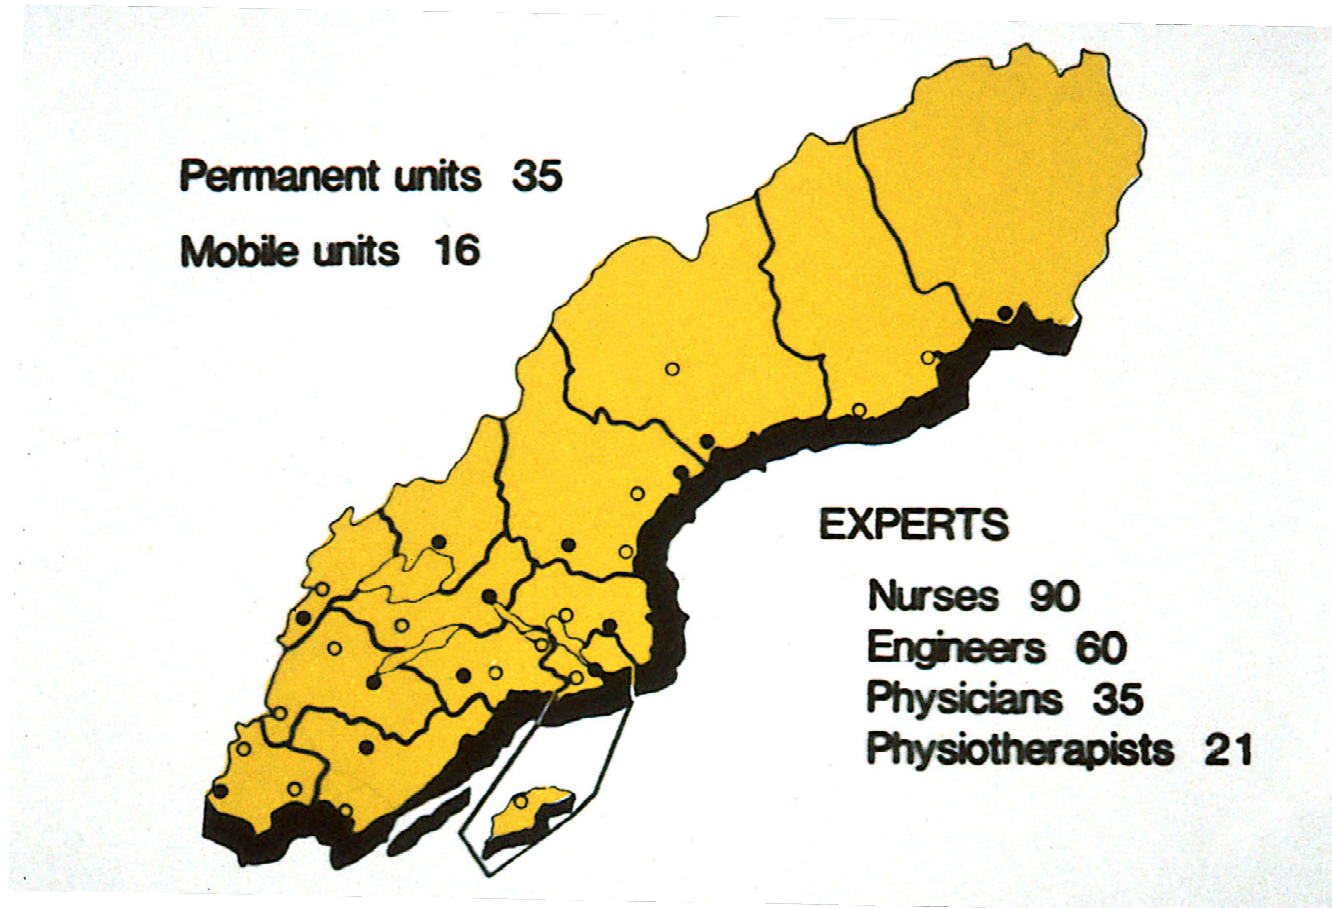 Permanent units 35
Mobile units 16
EXPERTS
Nurses 90
Engineers 60
Physicians 35
Physiotherapists 21